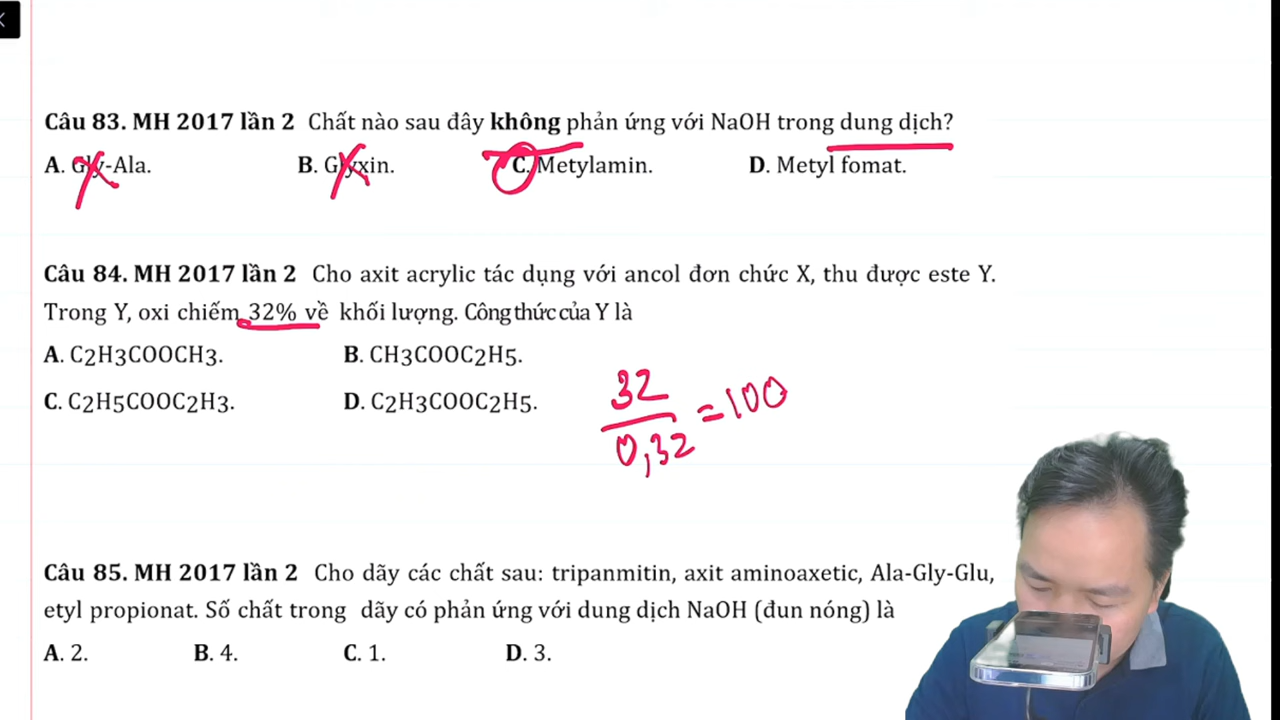 Câu 83. MH 2017 lần 2 Chất nào sau đây không phản ứng với NaOH trong dung dịch?
A. Gly-Ala. B. Glyxin. C. Metylamin. D. Metyl fomat.
Câu 84. MH 2017 lần 2 Cho axit acrylic tác dụng với ancol đơn chức X, thu được este Y.
Trong Y, oxi chiếm 32% về khối lượng. Công thức của Y là
A. C2H3COOCH3. B. CH3COOC2H5.
C. C2H5COOC2H3. D. C2H3COOC2H5.
32
= 100
0,32
Câu 85. MH 2017 lần 2 Cho dãy các chất sau: tripanmitin, axit aminoaxetic, Ala-Gly-Glu,
etyl propionat. Số chất trong dãy có phản ứng với dung dịch NaOH (đun nóng) là
A. 2. B. 4. C. 1. D. 3.